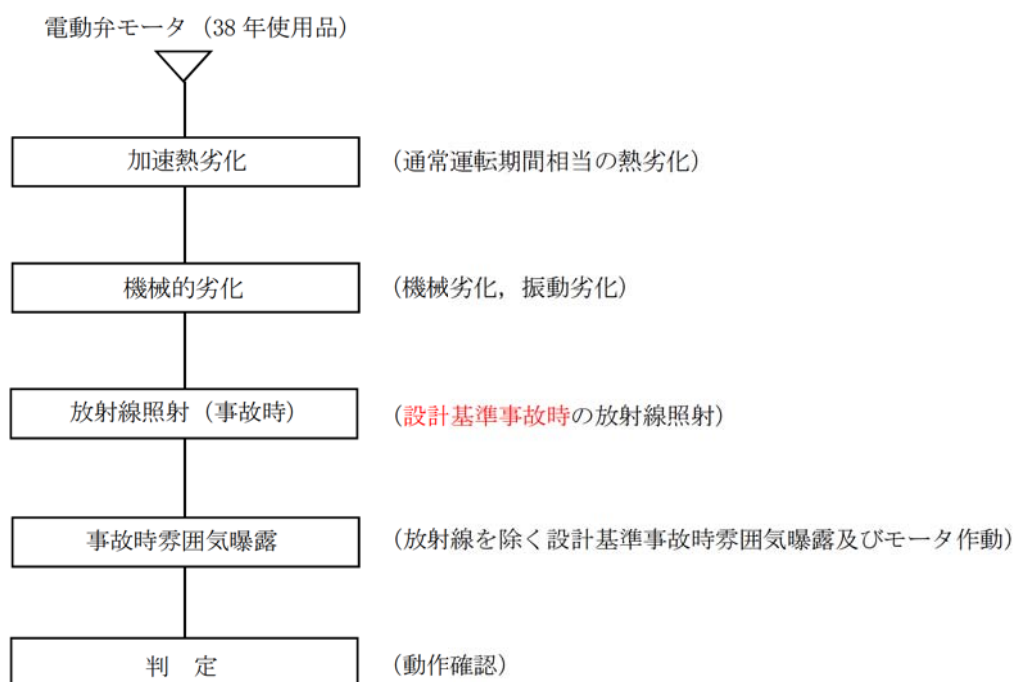 電動弁モータ（38 年使用品）
加速熱劣化 （通常運転期間相当の熱劣化）
機械的劣化 （機械劣化，振動劣化）
放射線照射（事故時） （設計基準事故時の放射線照射）
事故時雰囲気曝露 （放射線を除く設計基準事故時雰囲気曝露及びモータ作動）
判　定 （動作確認）